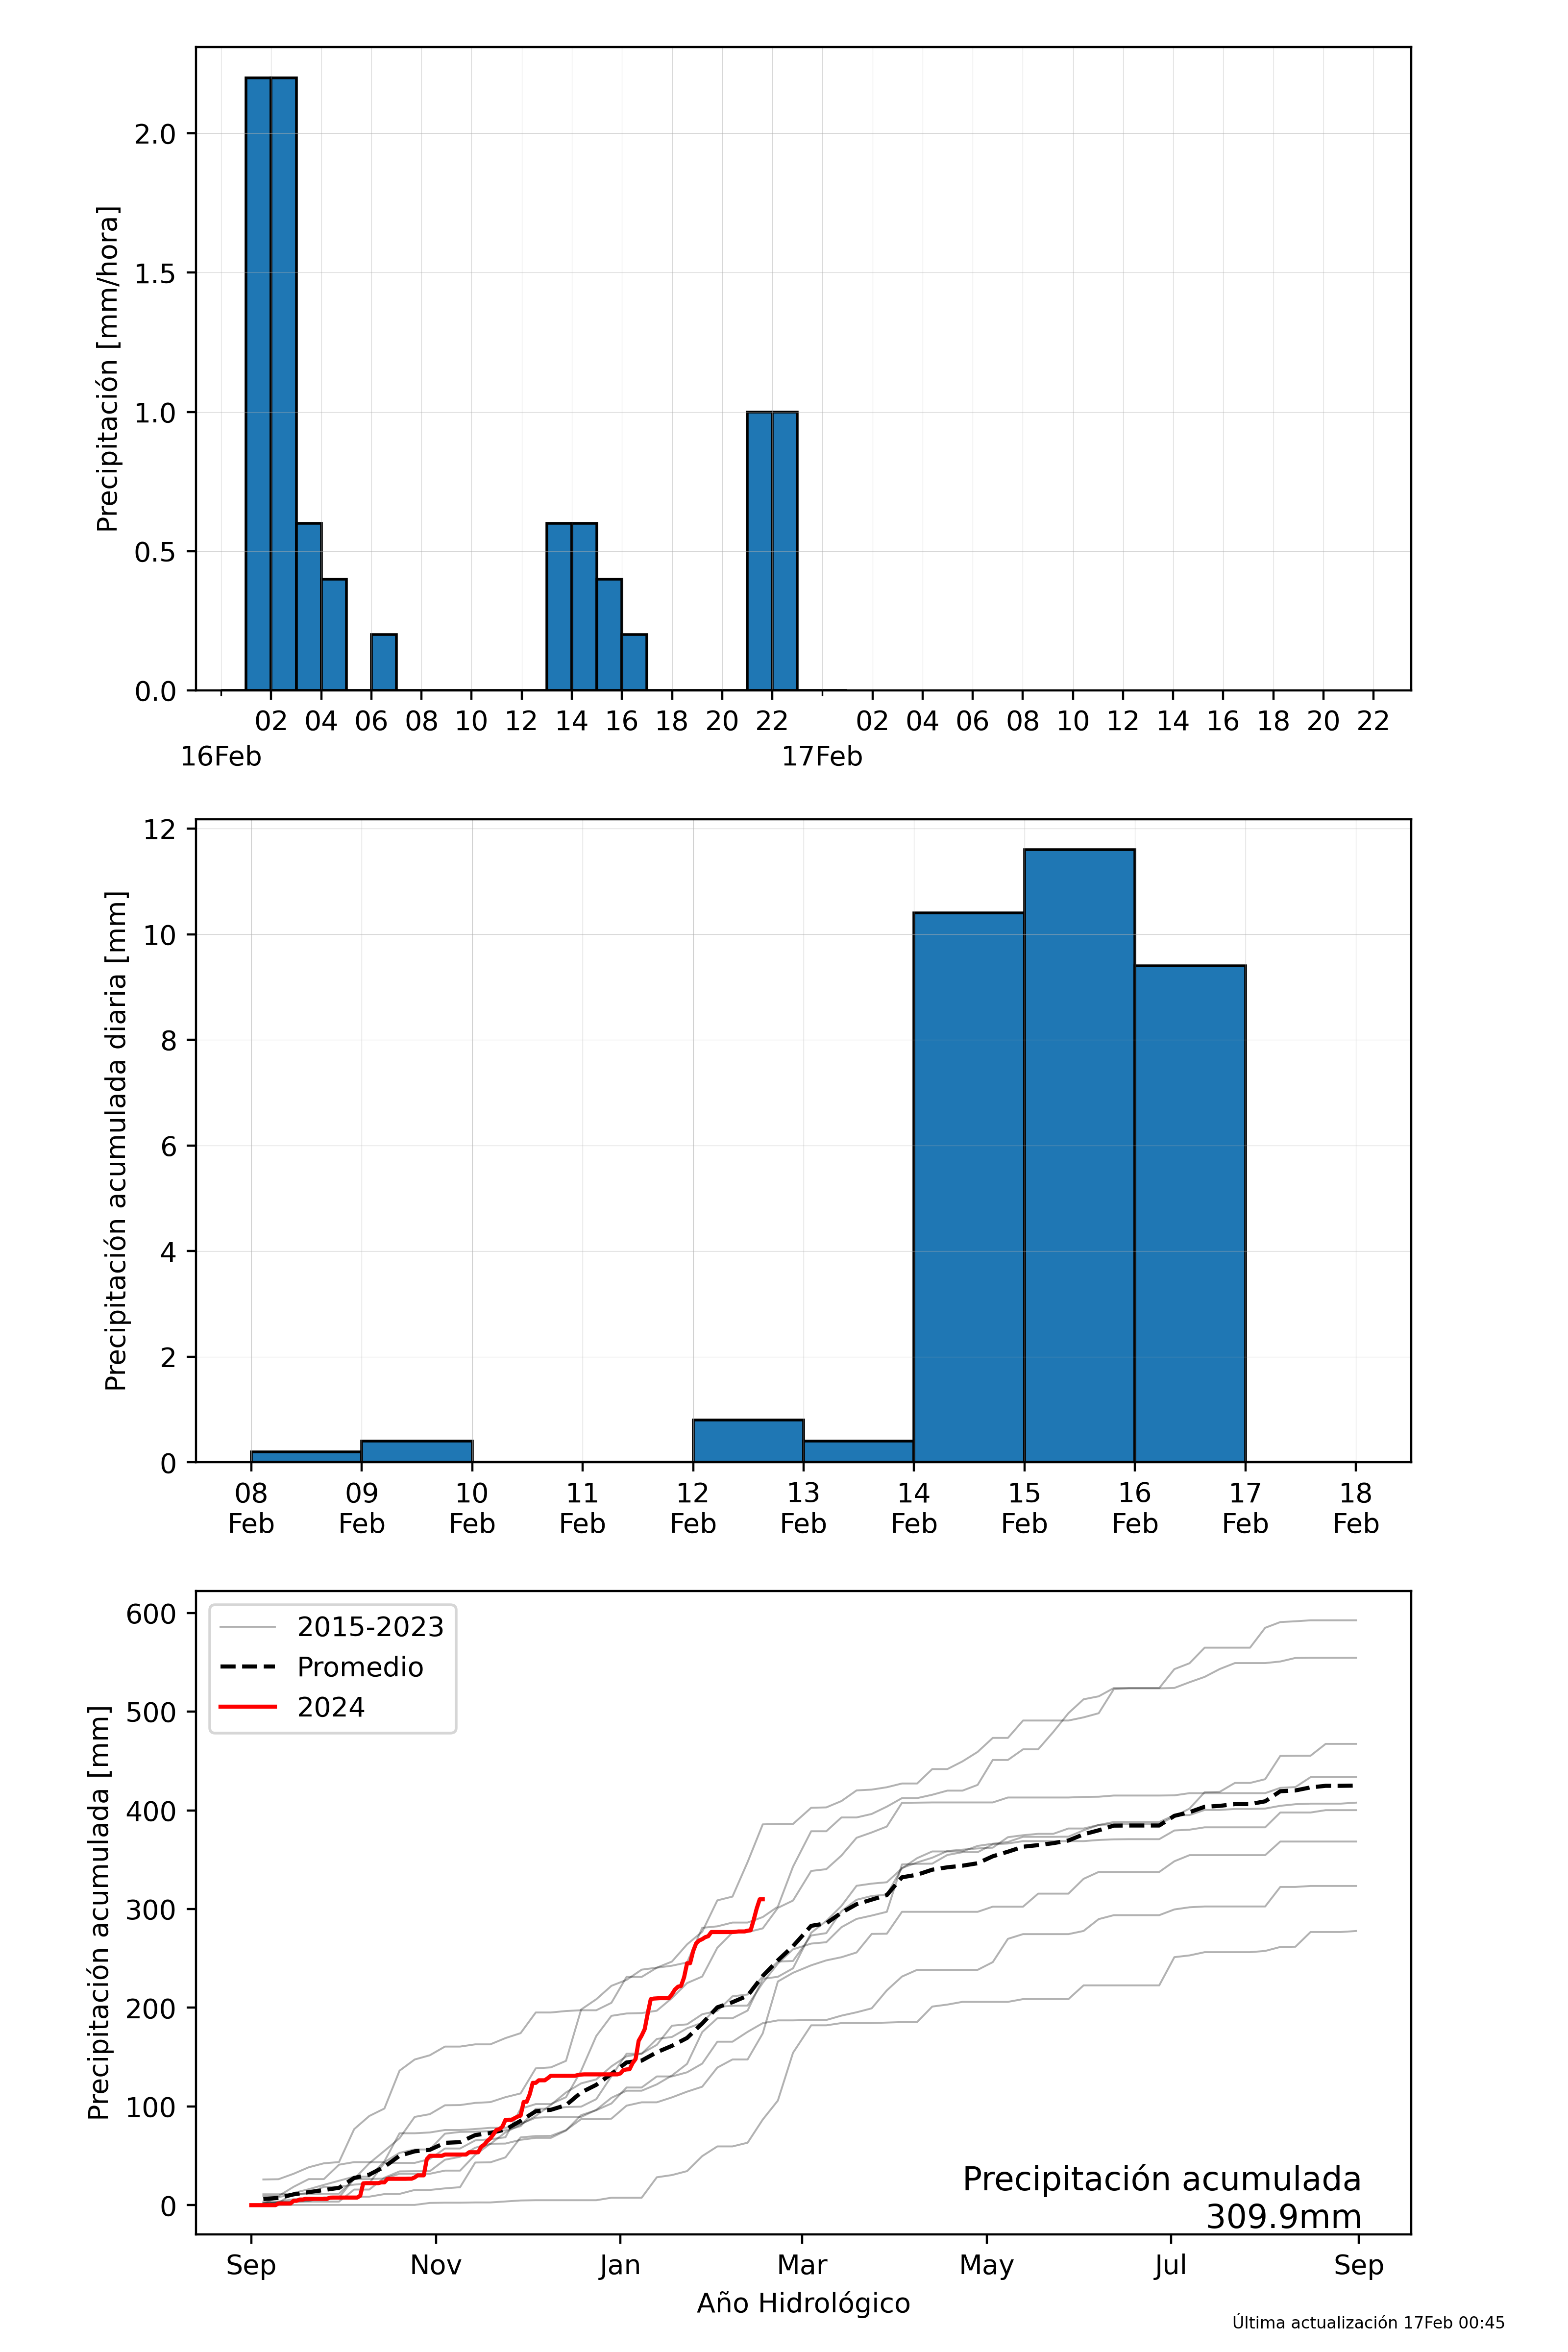 Precipitación [mm/hora]
2.0
1.5
1.0
0.5
0.0
02 04 06 08 10 12 14 16 18 20 22 02 04 06 08 10 12 14 16 18 20 22
16Feb 17Feb
Precipitación acumulada diaria [mm]
12
10
8
6
4
2
0
08 09 10 11 12 13 14 15 16 17 18
Feb Feb Feb Feb Feb Feb Feb Feb Feb Feb Feb
Precipitación acumulada [mm]
600
500
400
300
200
100
0
2015-2023
Promedio
2024
Precipitación acumulada
309.9mm
Sep Nov Jan Mar May Jul Sep
Año Hidrológico
Última actualización 17Feb 00:45